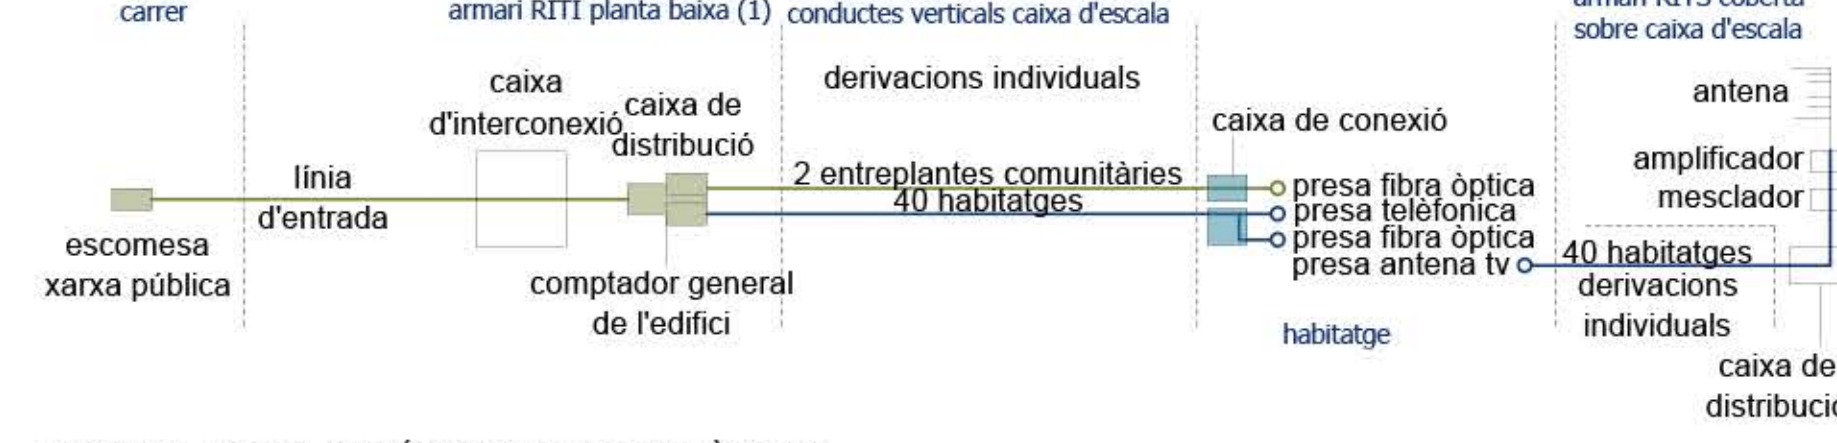 carrer
armari RITI planta baixa (1)
conductes verticals caixa d'escala
sobre caixa d'escala
caixa
d'interconexió
caixa de
distribució
derivacions individuals
caixa de conexió
antena
amplificador
mesclador
línia
d'entrada
2 entreplantes comunitàries
40 habitatges
presa fibra òptica
presa telèfonica
presa fibra òptica
presa antena tv
40 habitatges
derivacions
individuals
escomesa
xarxa pública
comptador general
de l'edifici
habitatge
caixa de